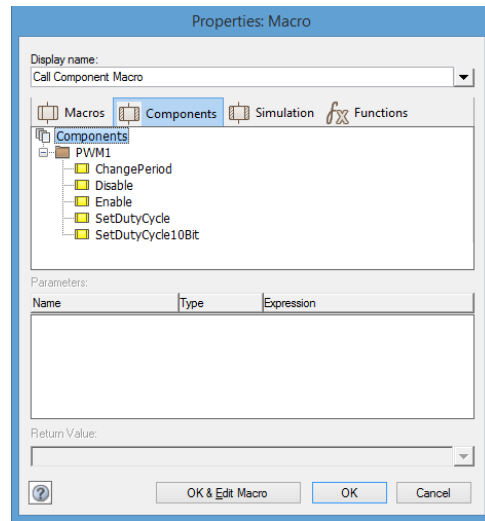 Properties: Macro
Display name:
Call Component Macro
Macros Components Simulation fx Functions
Components
PWM1
ChangePeriod
Disable
Enable
SetDutyCycle
SetDutyCycle10Bit
Parameters:
Name Type Expression
Return Value:
? OK & Edit Macro OK Cancel